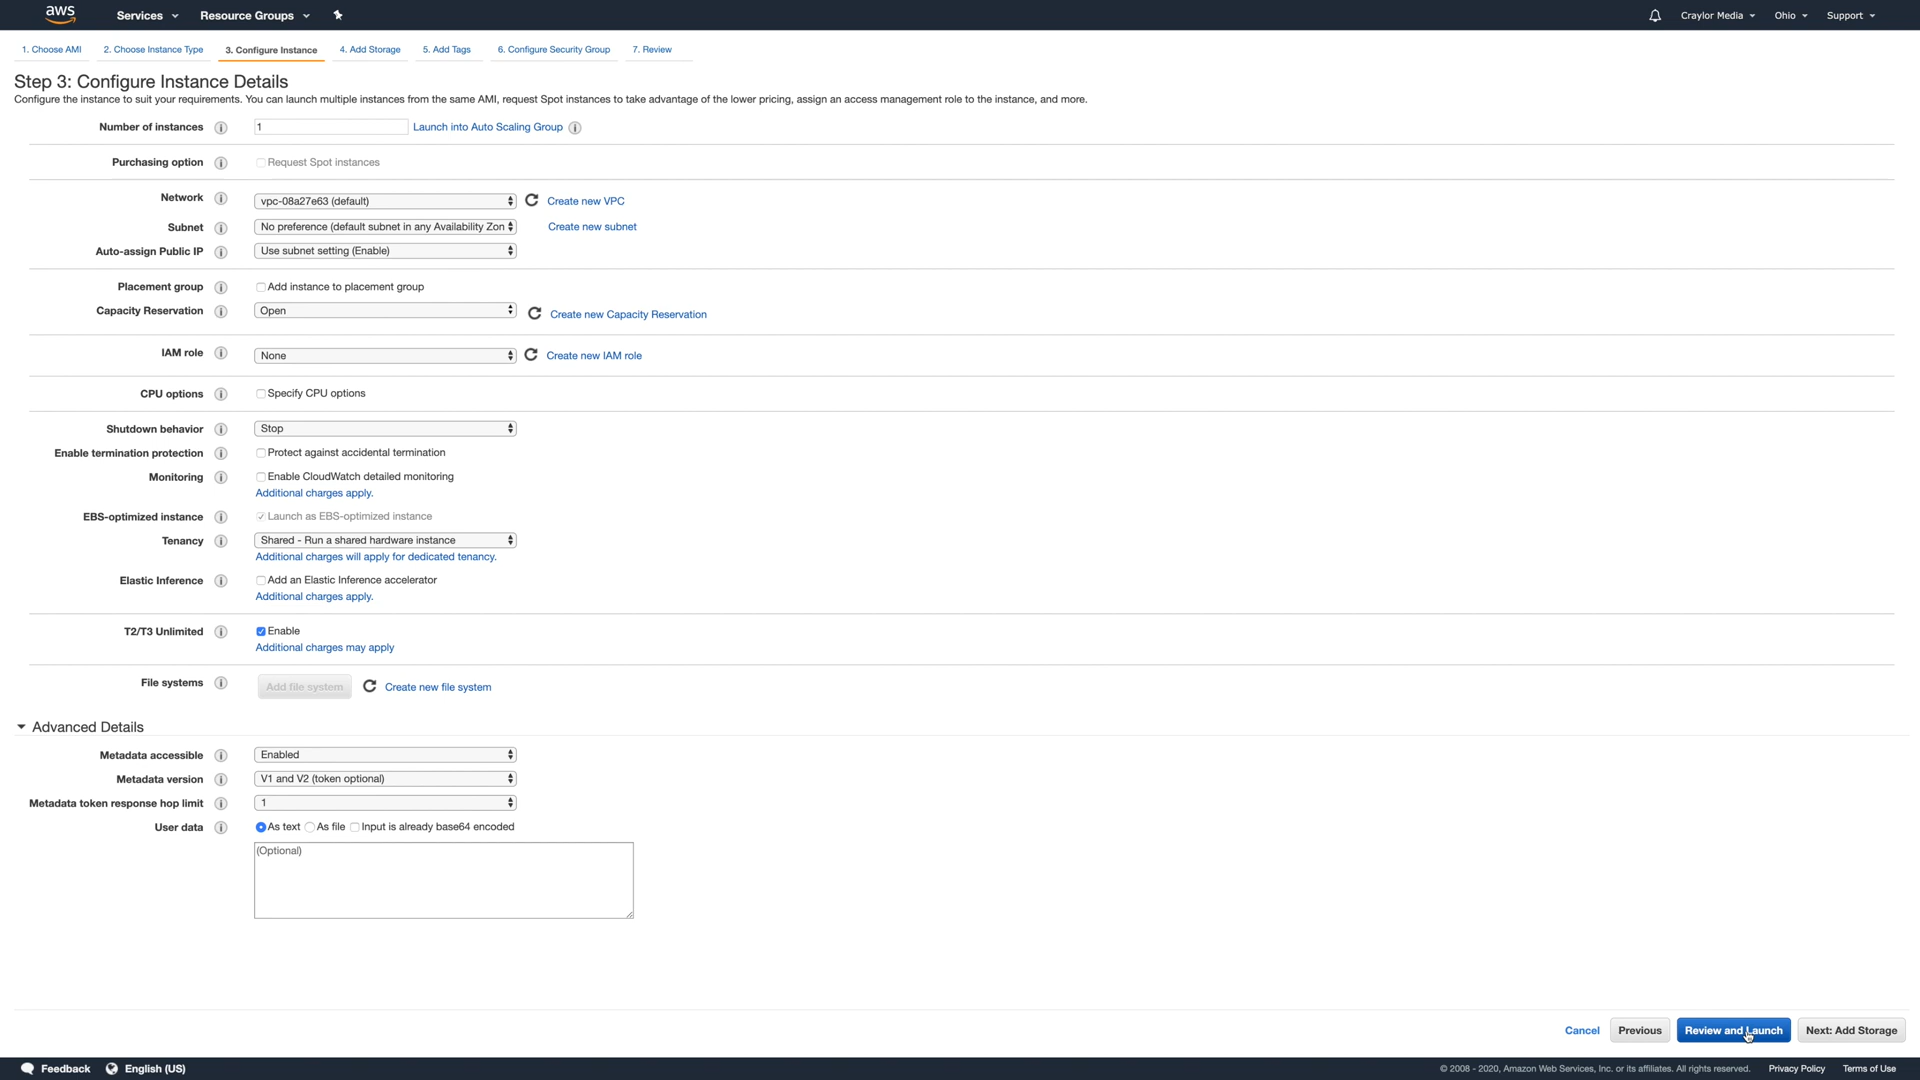 aws
Services
Resource Groups
Craylor Media
Ohio
Support
1. Choose AMI
2. Choose Instance Type
3. Configure Instance
4. Add Storage
5. Add Tags
6. Configure Security Group
7. Review
Step 3: Configure Instance Details
Configure the instance to suit your requirements. You can launch multiple instances from the same AMI, request Spot instances to take advantage of the lower pricing, assign an access management role to the instance, and more.
Number of instances
1
Launch into Auto Scaling Group
Purchasing option
Request Spot instances
Network
vpc-08a27e63 (default)
Create new VPC
Subnet
No preference (default subnet in any Availability Zon
Create new subnet
Auto-assign Public IP
Use subnet setting (Enable)
Placement group
Add instance to placement group
Capacity Reservation
Open
Create new Capacity Reservation
IAM role
None
Create new IAM role
CPU options
Specify CPU options
Shutdown behavior
Stop
Enable termination protection
Protect against accidental termination
Monitoring
Enable CloudWatch detailed monitoring
Additional charges apply.
EBS-optimized instance
Launch as EBS-optimized instance
Tenancy
Shared - Run a shared hardware instance
Additional charges will apply for dedicated tenancy.
Elastic Inference
Add an Elastic Inference accelerator
Additional charges apply.
T2/T3 Unlimited
Enable
Additional charges may apply
File systems
Add file system
Create new file system
Advanced Details
Metadata accessible
Enabled
Metadata version
V1 and V2 (token optional)
Metadata token response hop limit
1
User data
As text
As file
Input is already base64 encoded
(Optional)
Cancel
Previous
Review and Launch
Next: Add Storage
Feedback
English (US)
© 2008 - 2020, Amazon Web Services, Inc. or its affiliates. All rights reserved.
Privacy Policy
Terms of Use